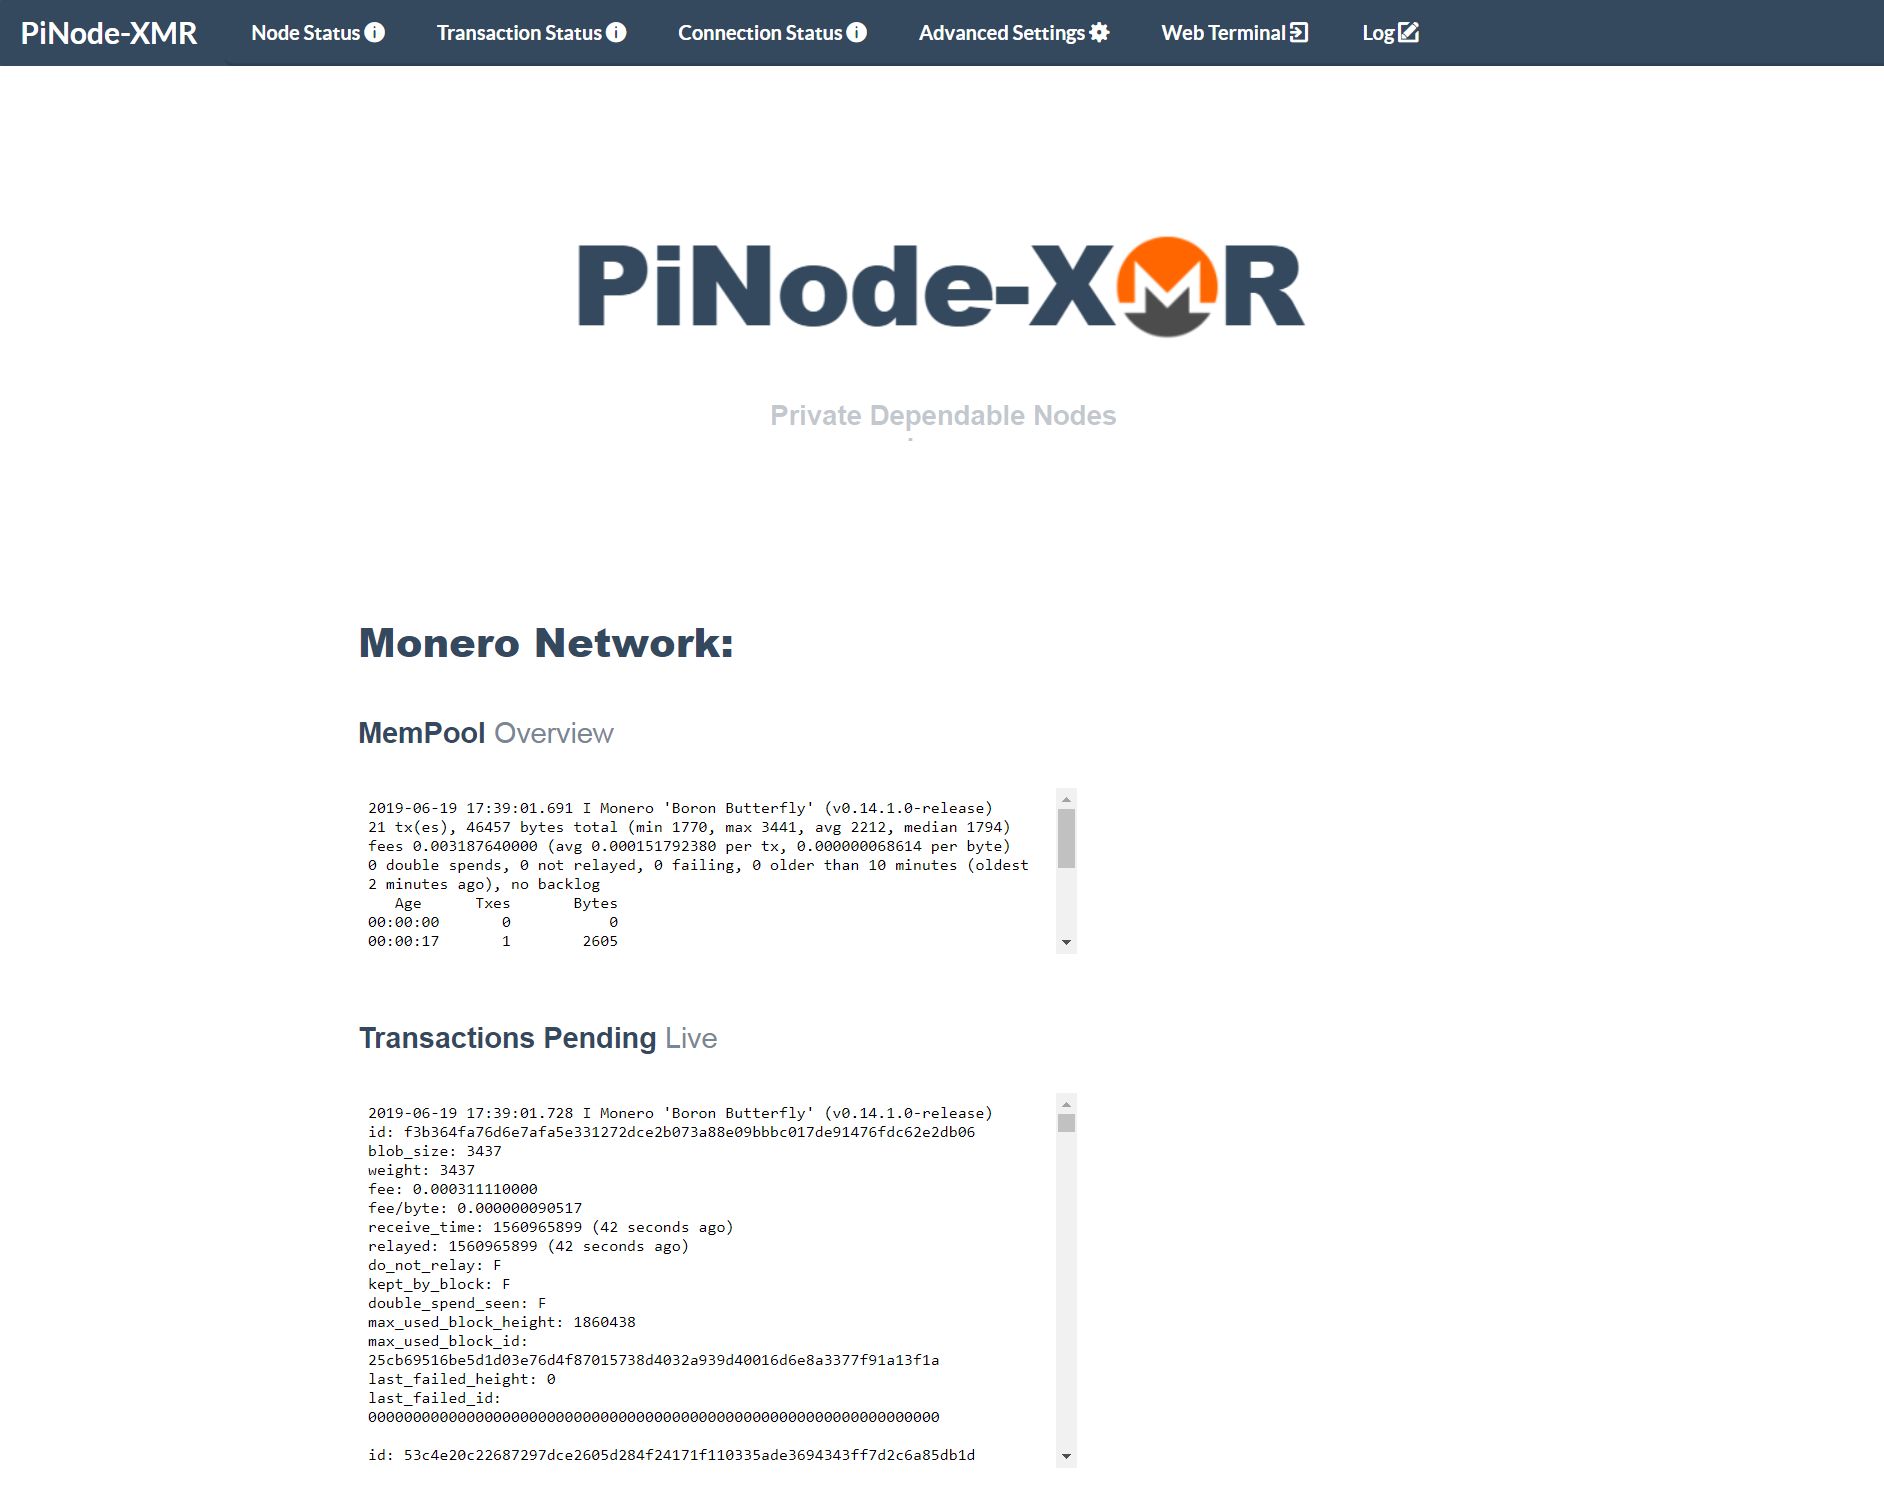 PiNode-XMR Node Status Transaction Status Connection Status Advanced Settings Web Terminal Log
PiNode-XMR
Private Dependable Nodes
Monero Network:
MemPool Overview
2019-06-19 17:39:01.691 I Monero 'Boron Butterfly' (v0.14.1.0-release)
21 tx(es), 46457 bytes total (min 1770, max 3441, avg 2212, median 1794)
fees 0.003187640000 (avg 0.000151792380 per tx, 0.000000068614 per byte)
0 double spends, 0 not relayed, 0 failing, 0 older than 10 minutes (oldest
2 minutes ago), no backlog
Age Txes Bytes
00:00:00 0 0
00:00:17 1 2605
Transactions Pending Live
2019-06-19 17:39:01.728 I Monero 'Boron Butterfly' (v0.14.1.0-release)
id: f3b364fa76d6e7afa5e331272dce2b073a88e09bbbc017de91476fdc62e2db06
blob_size: 3437
weight: 3437
fee: 0.000311110000
fee/byte: 0.000000090517
receive_time: 1560965899 (42 seconds ago)
relayed: 1560965899 (42 seconds ago)
do_not_relay: F
kept_by_block: F
double_spend_seen: F
max_used_block_height: 1860438
max_used_block_id:
25cb69516be5d1d03e76d4f87015738d4032a939d40016d6e8a3377f91a13f1a
last_failed_height: 0
last_failed_id:
0000000000000000000000000000000000000000000000000000000000000000
id: 53c4e20c22687297dce2605d284f24171f110335ade3694343ff7d2c6a85db1d